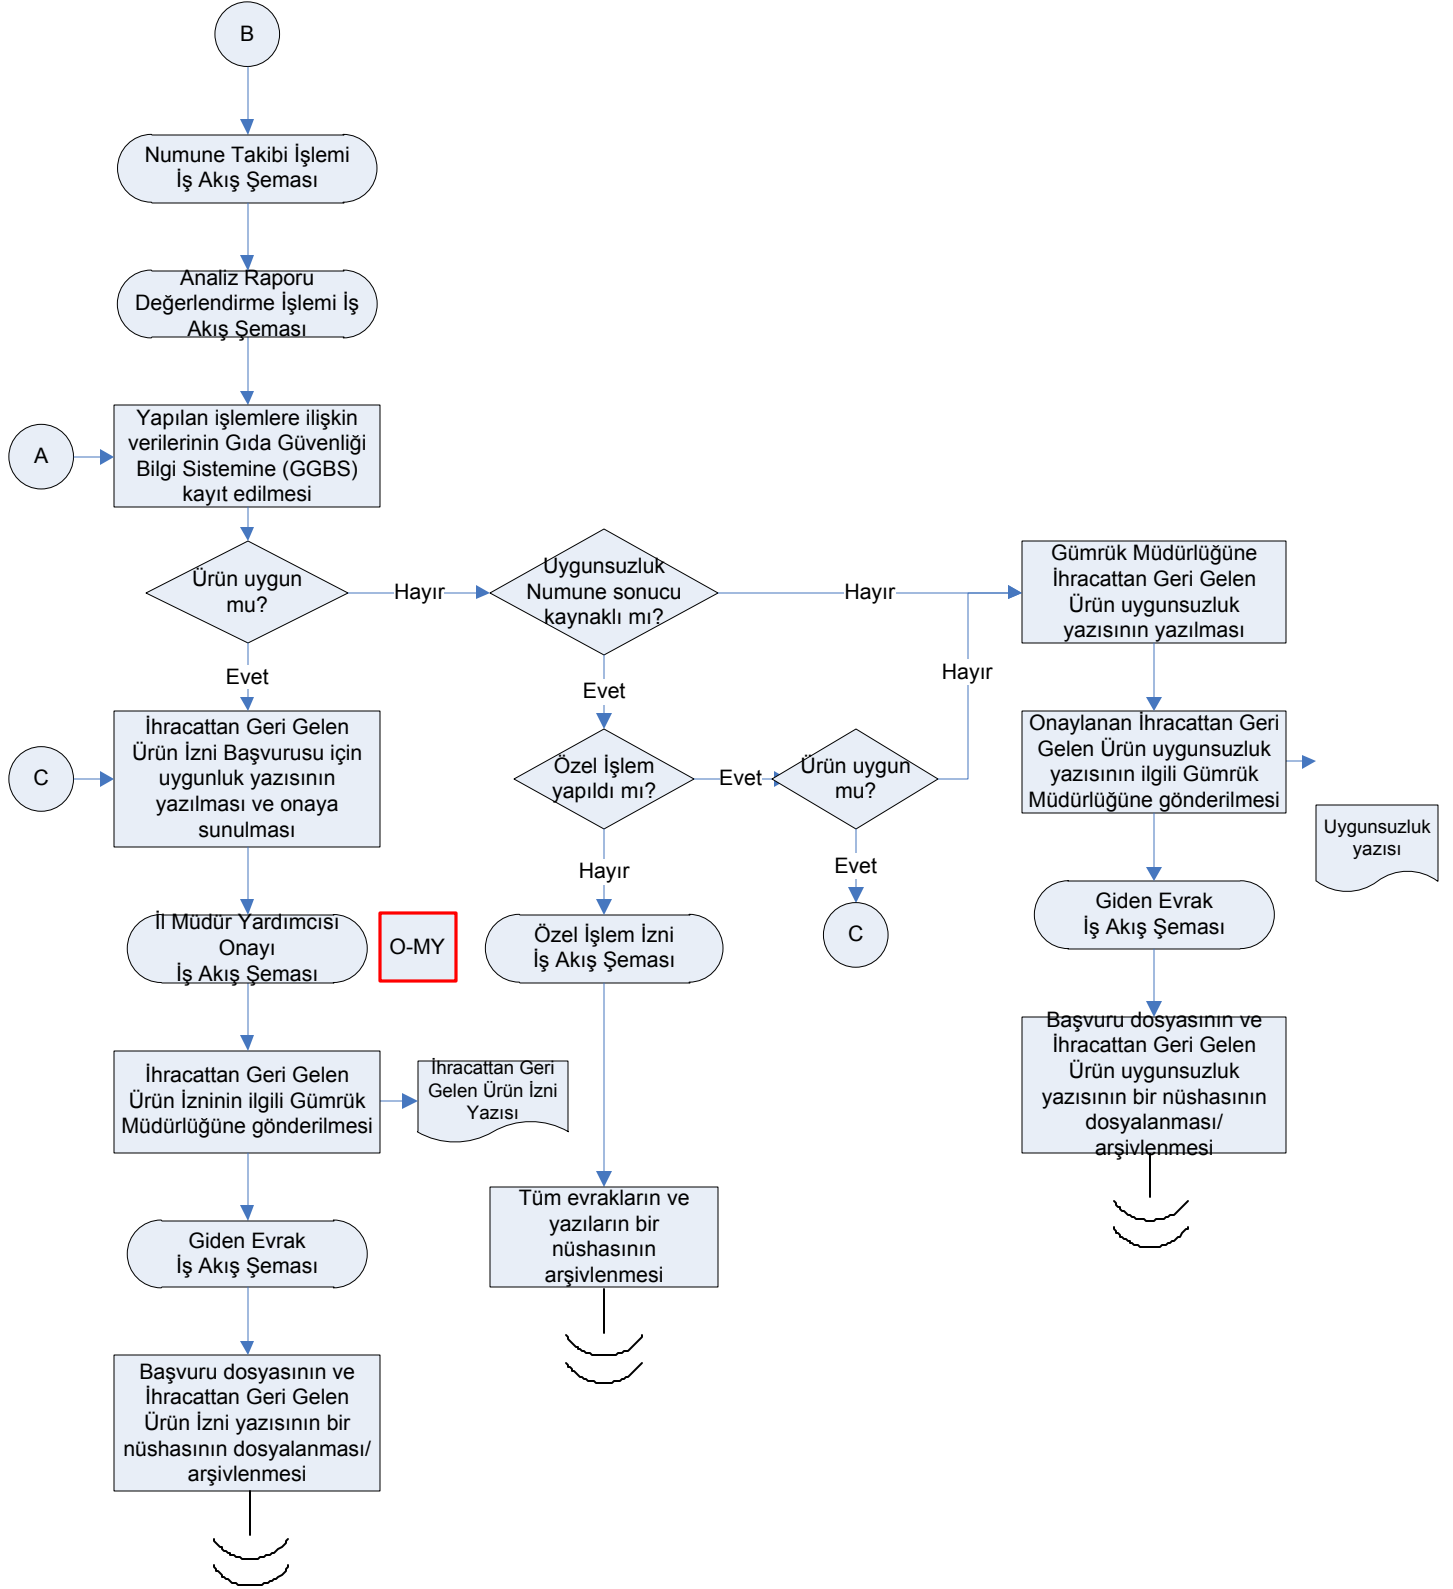 B
Numune Takibi İşlemi
İş Akış Şeması
Analiz Raporu
Değerlendirme İşlemi İş
Akış Şeması
A
Yapılan işlemlere ilişkin
verilerinin Gıda Güvenliği
Bilgi Sistemine (GGBS)
kayıt edilmesi
Ürün uygun
mu?
Hayır
Uygunsuzluk
Numune sonucu
kaynaklı mı?
Hayır
Gümrük Müdürlüğüne
İhracattan Geri Gelen
Ürün uygunsuzluk
yazısının yazılması
Evet
Evet
Hayır
C
İhracattan Geri Gelen
Ürün İzni Başvurusu için
uygunluk yazısının
yazılması ve onaya
sunulması
Özel İşlem
yapıldı mı?
Evet
Ürün uygun
mu?
Onaylanan İhracattan Geri
Gelen Ürün uygunsuzluk
yazısının ilgili Gümrük
Müdürlüğüne gönderilmesi
Uygunsuzluk
yazısı
Hayır
Evet
İl Müdür Yardımcısı
Onayı
İş Akış Şeması
O-MY
Özel İşlem İzni
İş Akış Şeması
C
Giden Evrak
İş Akış Şeması
İhracattan Geri Gelen
Ürün İzninin ilgili Gümrük
Müdürlüğüne gönderilmesi
İhracattan Geri
Gelen Ürün İzni
Yazısı
Başvuru dosyasının ve
İhracattan Geri Gelen
Ürün uygunsuzluk
yazısının bir nüshasının
dosyalanması/
arşivlenmesi
Giden Evrak
İş Akış Şeması
Tüm evrakların ve
yazıların bir
nüshasının
arşivlenmesi
Başvuru dosyasının ve
İhracattan Geri Gelen
Ürün İzni yazısının bir
nüshasının dosyalanması/
arşivlenmesi